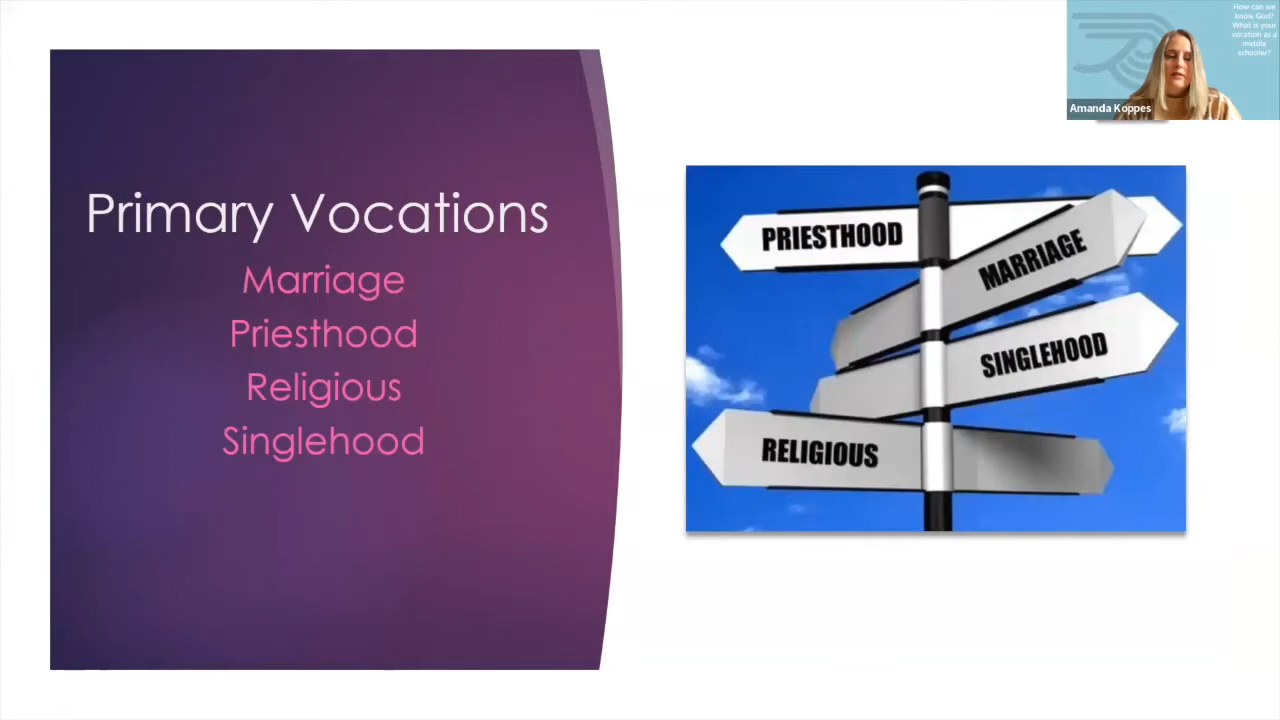 Primary Vocations
Marriage
Priesthood
Religious
Singlehood
How can we
know God?
What is your
vocation as a
middle
schooler?
Amanda Koppes
PRIESTHOOD
MARRIAGE
SINGLEHOOD
RELIGIOUS